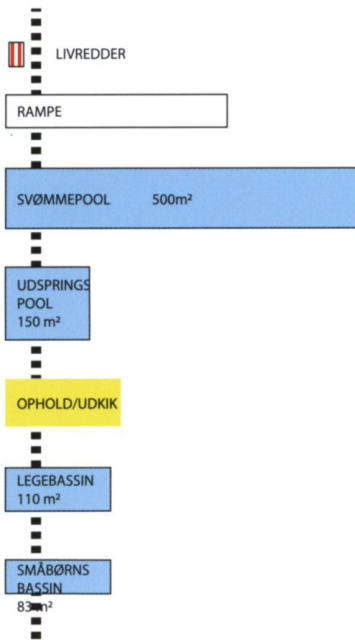 LIVREDDER
RAMPE
SVØMMEPOOL 500m²
UDSPRINGS
POOL
150 m²
OPHOLD/UDKIK
LEGEBASSIN
110 m²
SMÅBØRNS
BASSIN
83 m²